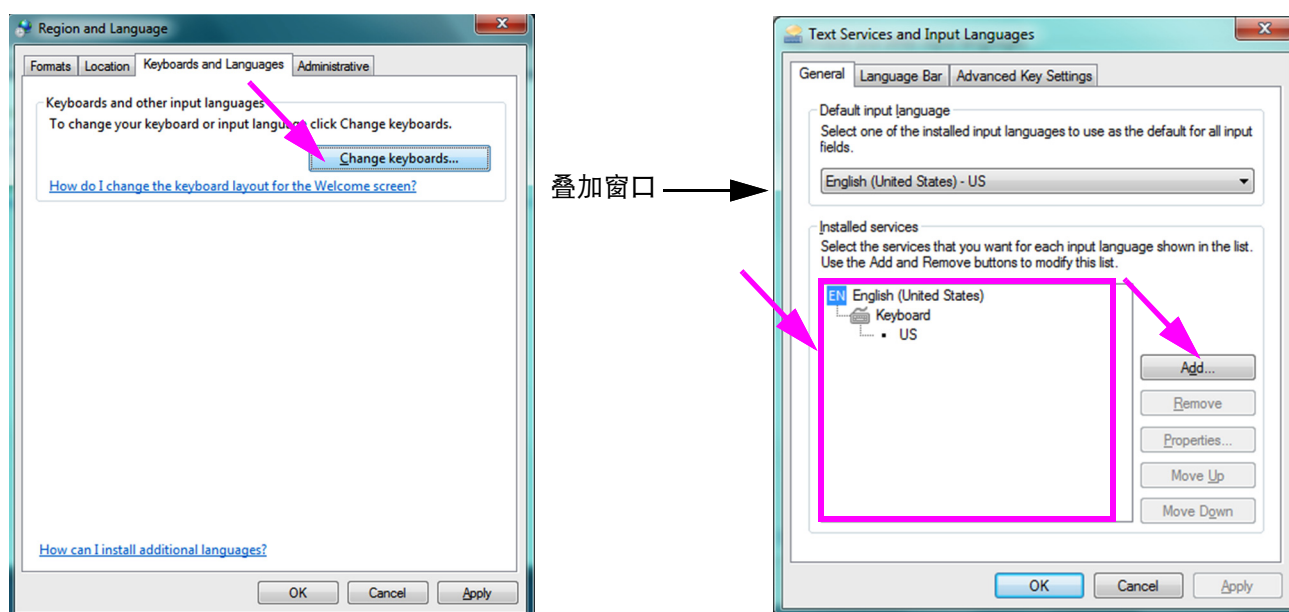 Region and Language
Formats Location Keyboards and Languages Administrative
Keyboards and other input languages
To change your keyboard or input language click Change keyboards.
Change keyboards...
How do I change the keyboard layout for the Welcome screen?
How can I install additional languages?
OK Cancel Apply
叠加窗口
Text Services and Input Languages
General Language Bar Advanced Key Settings
Default input language
Select one of the installed input languages to use as the default for all input
fields.
English (United States) - US
Installed services
Select the services that you want for each input language shown in the list.
Use the Add and Remove buttons to modify this list.
EN English (United States)
Keyboard
US
Add...
Remove
Properties...
Move Up
Move Down
OK Cancel Apply